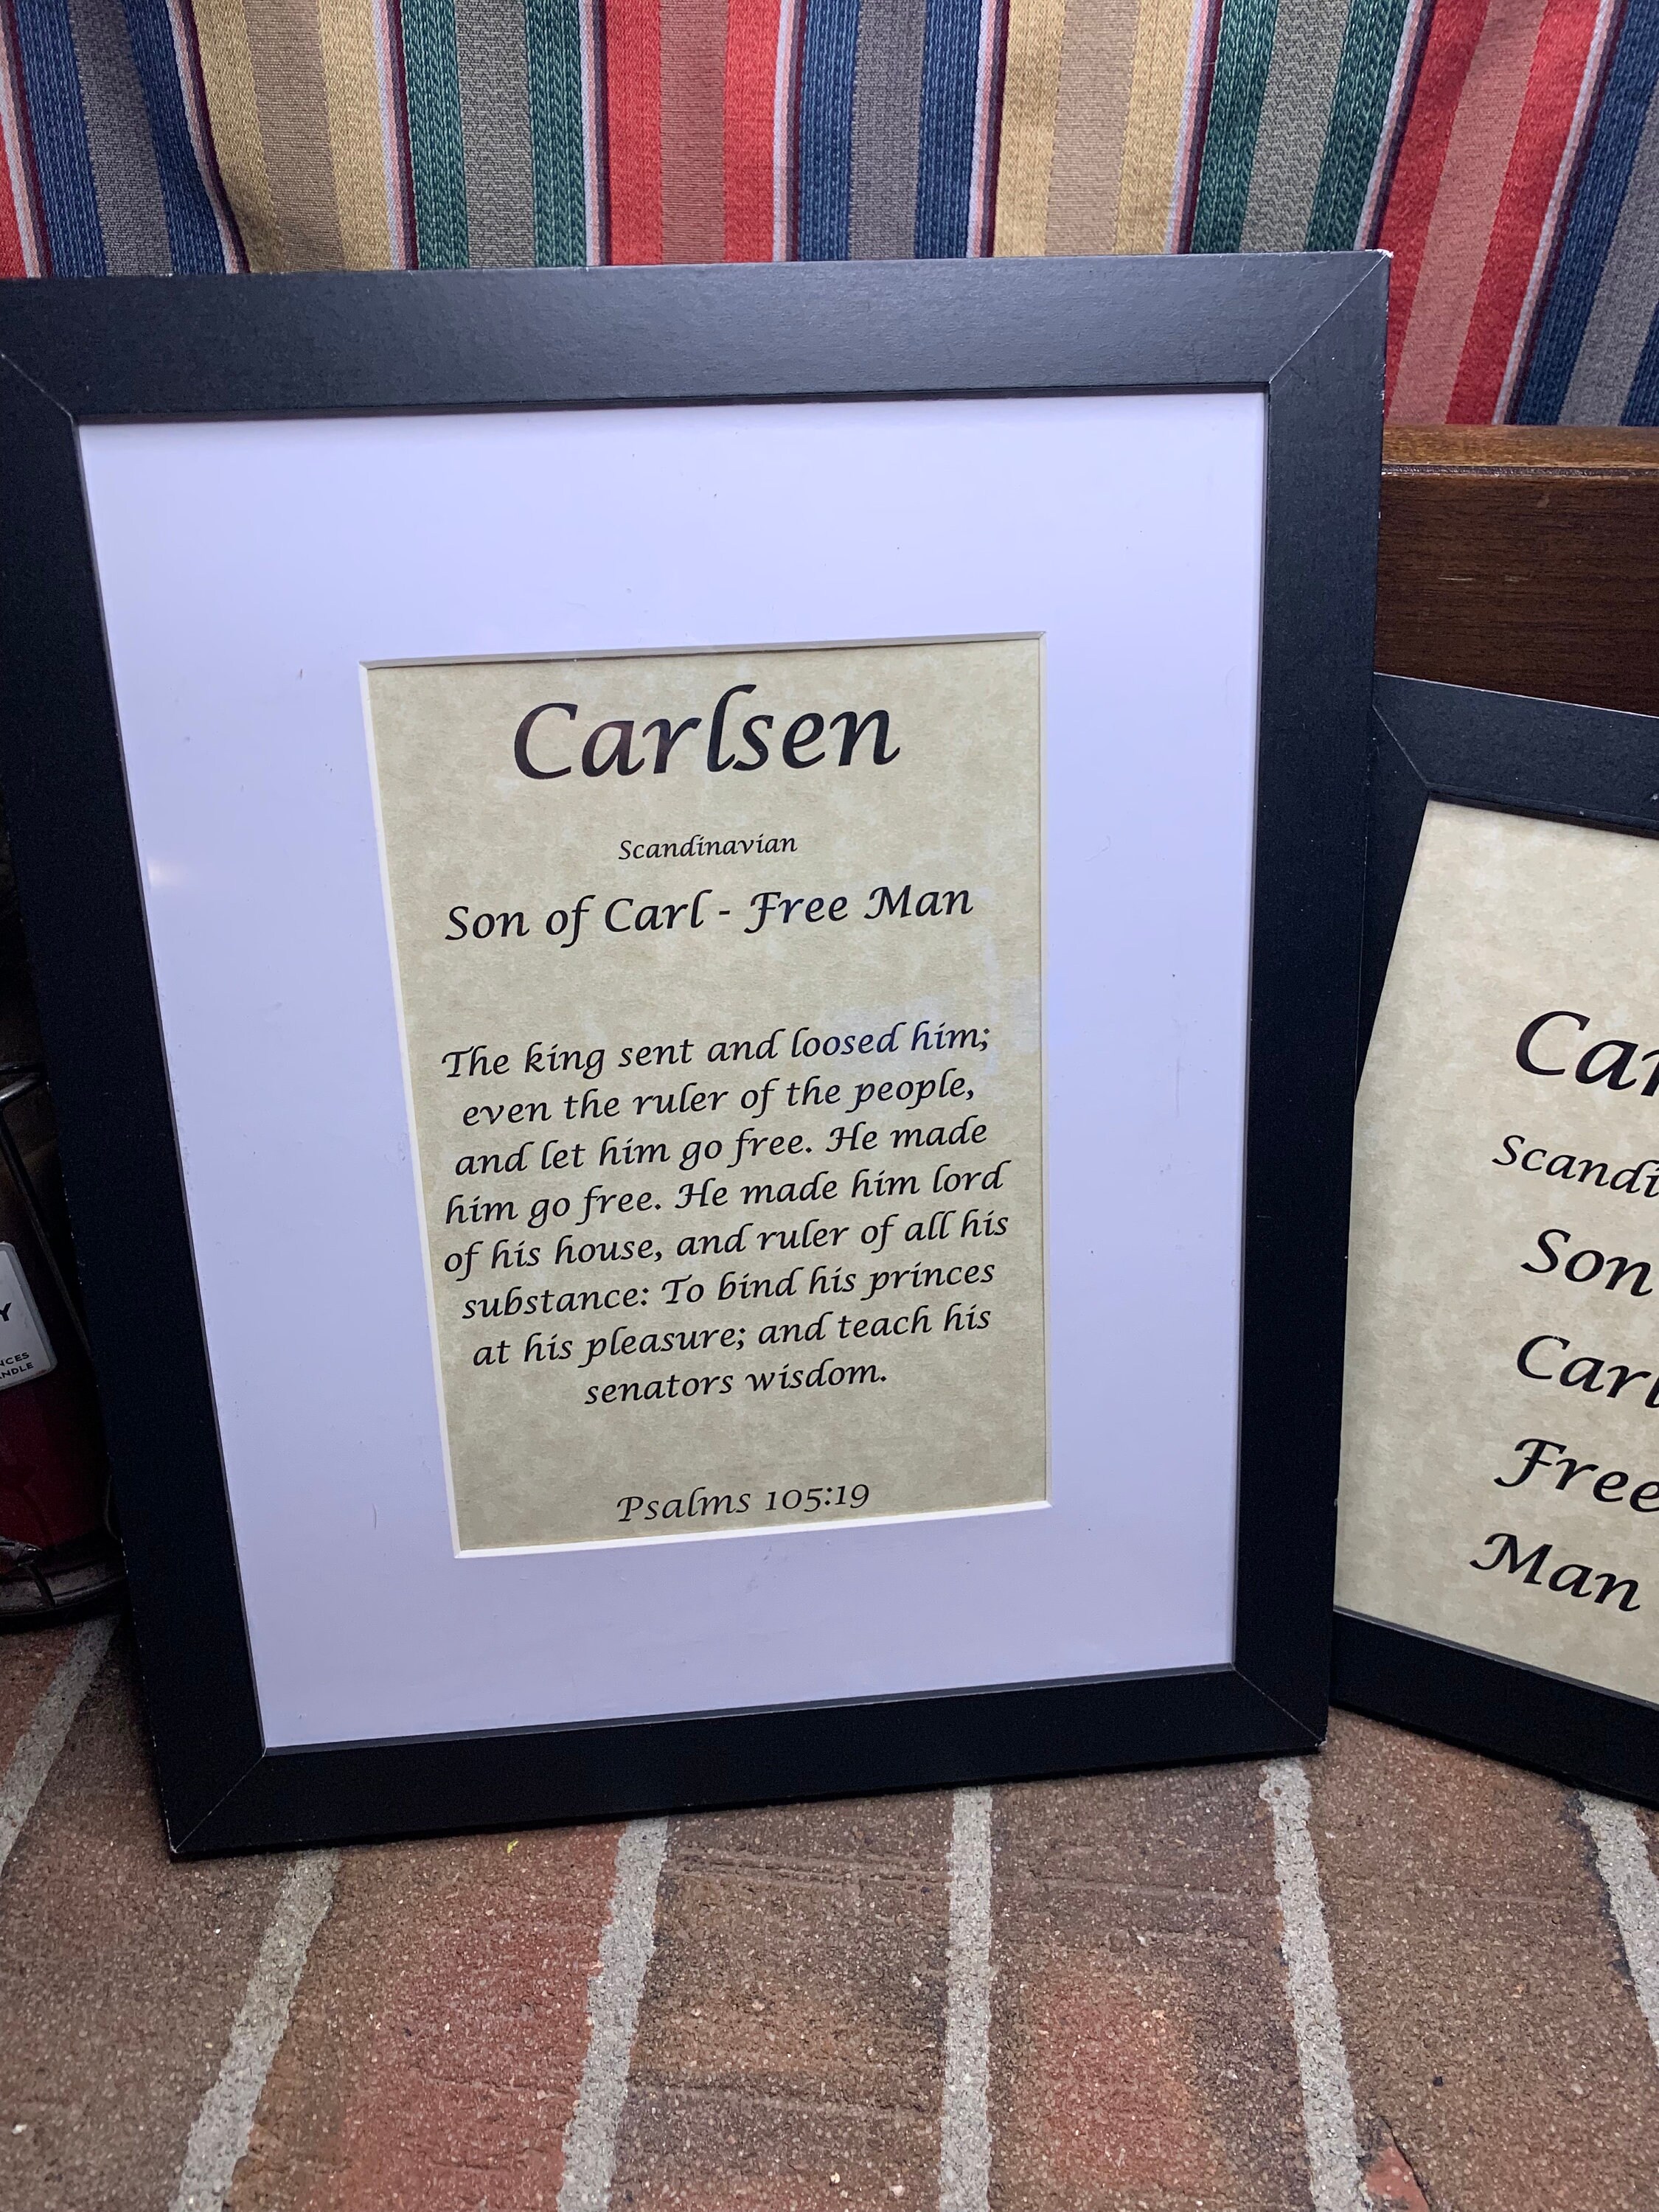 Carlsen
Scandinavian
Son of Carl - Free Man
The king sent and loosed him;
even the ruler of the people,
and let him go free. He made
him go free. He made him lord
of his house, and ruler of all his
substance: To bind his princes
at his pleasure; and teach his
senators wisdom.
Psalms 105:19
Car
Scandi
Son
Carl
Free
Man
Y
NCES
NDLE